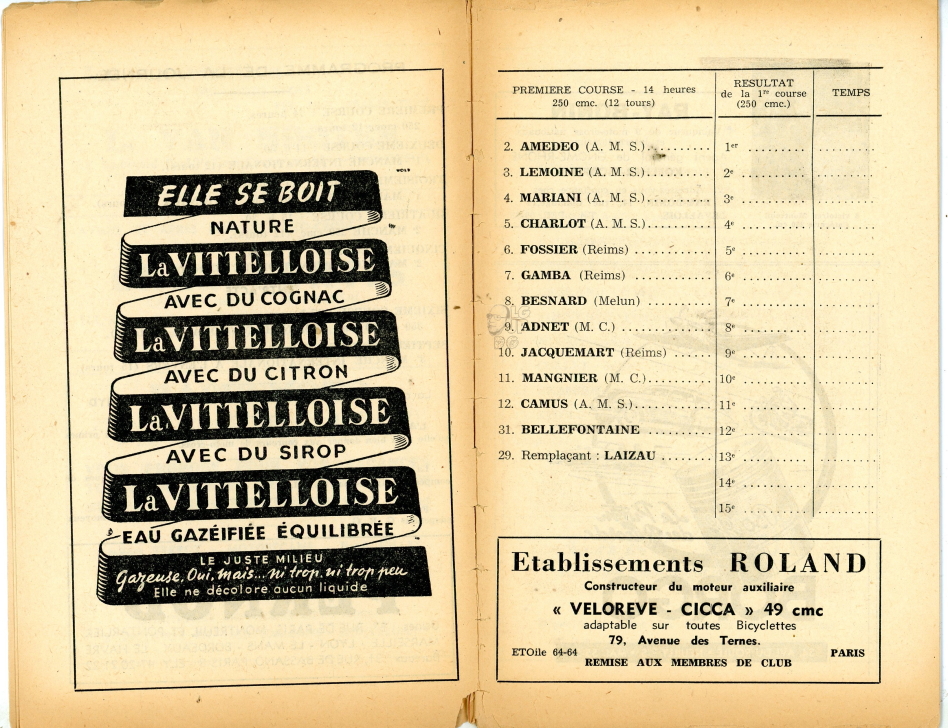 ELLE SE BOIT
NATURE
LaVITTELLOISE
AVEC DU COGNAC
LaVITTELLOISE
AVEC DU CITRON
LaVITTELLOISE
AVEC DU SIROP
LaVITTELLOISE
EAU GAZÉIFIÉE ÉQUILIBRÉE
LE JUSTE MILIEU
Gazeuse, Oui, mais... ni trop, ni trop peu
Elle ne décolore aucun liquide
PREMIERE COURSE - 14 heures
250 cmc. (12 tours)
RESULTAT
de la 1re course
(250 cmc.)
TEMPS
2. AMEDEO (A. M. S.).......... 1er ..........
3. LEMOINE (A. M. S.).......... 2e ..........
4. MARIANI (A. M. S.).......... 3e ..........
5. CHARLOT (A. M. S.).......... 4e ..........
6. FOSSIER (Reims) .......... 5e ..........
7. GAMBA (Reims) .......... 6e ..........
8. BESNARD (Melun) .......... 7e ..........
9. ADNET (M. C.) .......... 8e ..........
10. JACQUEMART (Reims) ...... 9e ..........
11. MANGNIER (M. C.).......... 10e ..........
12. CAMUS (A. M. S.).......... 11e ..........
31. BELLEFONTAINE .......... 12e ..........
29. Remplaçant : LAIZAU ........ 13e ..........
14e ..........
15e ..........
Etablissements ROLAND
Constructeur du moteur auxiliaire
« VELOREVE - CICCA » 49 cmc
adaptable sur toutes Bicyclettes
79, Avenue des Ternes.
ETOile 64-64 PARIS
REMISE AUX MEMBRES DE CLUB